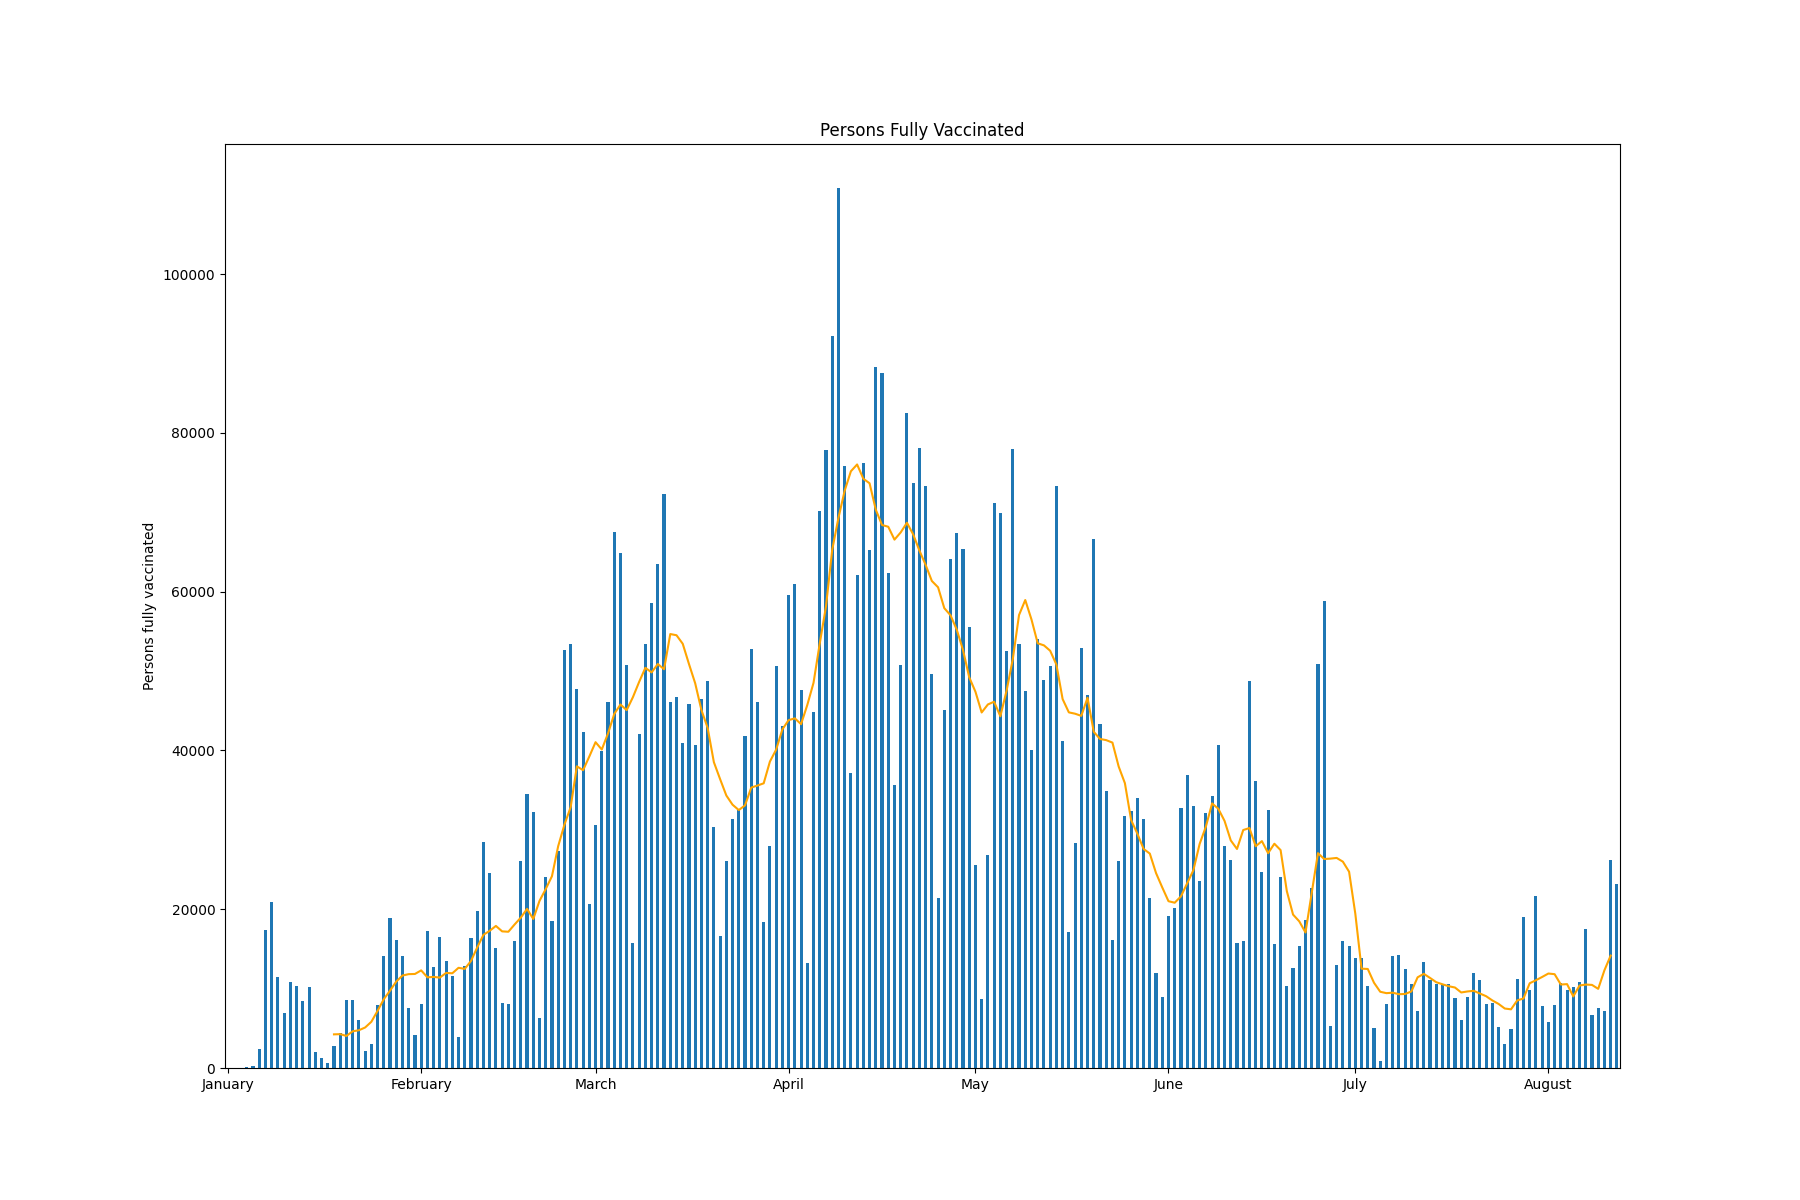 Persons Fully Vaccinated
Persons fully vaccinated
100000
80000
60000
40000
20000
0
January February March April May June July August